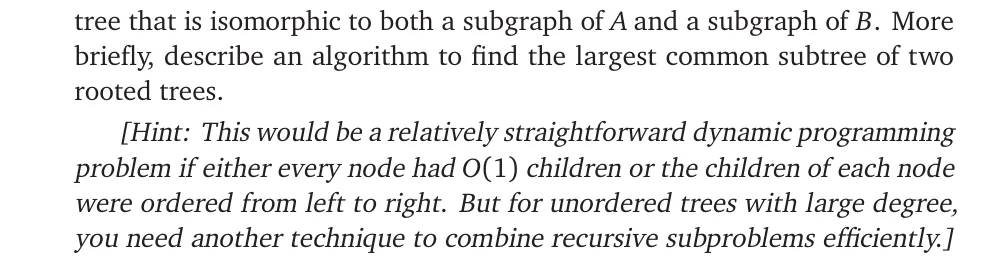 tree that is isomorphic to both a subgraph of A and a subgraph of B. More
briefly, describe an algorithm to find the largest common subtree of two
rooted trees.
[Hint: This would be a relatively straightforward dynamic programming
problem if either every node had O(1) children or the children of each node
were ordered from left to right. But for unordered trees with large degree,
you need another technique to combine recursive subproblems efficiently.]